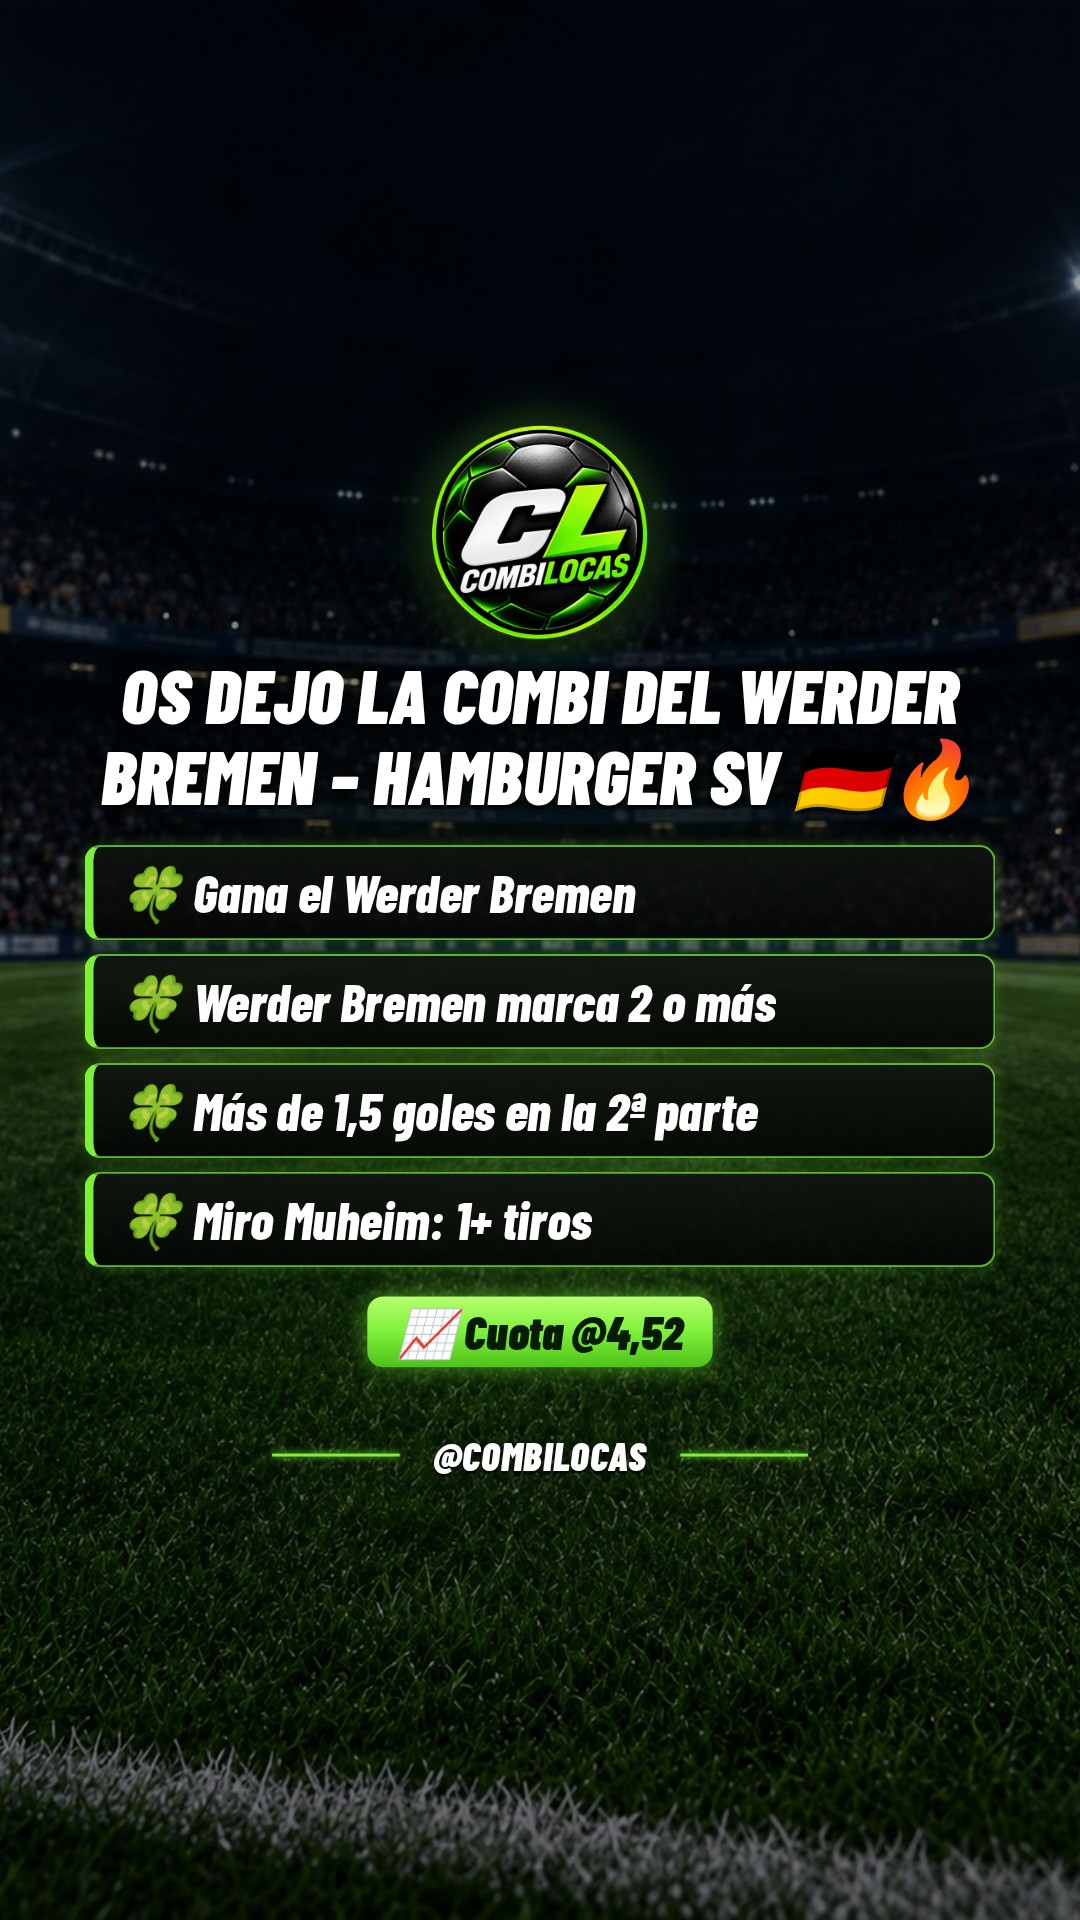 CL
COMBILOCAS
OS DEJO LA COMBI DEL WERDER
BREMEN - HAMBURGER SV 🇩🇪🔥
🍀 Gana el Werder Bremen
🍀 Werder Bremen marca 2 o más
🍀 Más de 1,5 goles en la 2ª parte
🍀 Miro Muheim: 1+ tiros
📈 Cuota @4,52
@COMBILOCAS